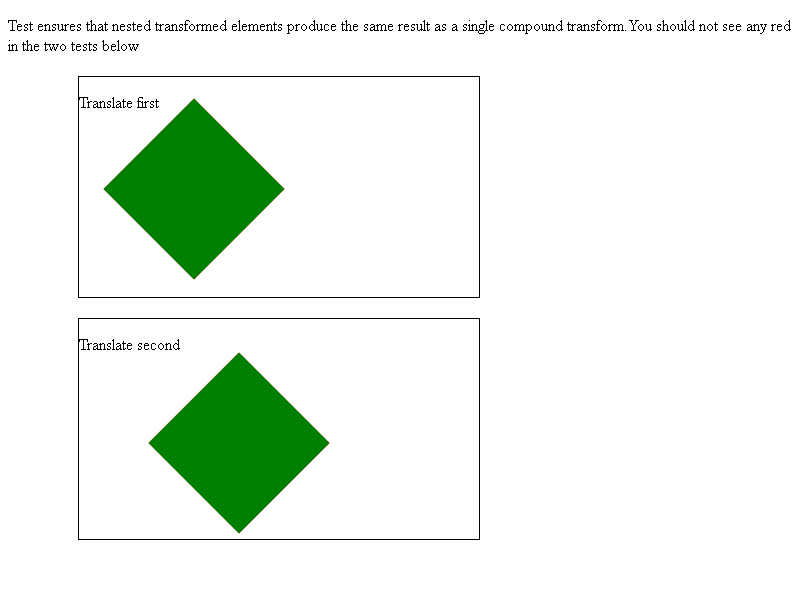 Test ensures that nested transformed elements produce the same result as a single compound transform. You should not see any red
in the two tests below
Translate first
Translate second